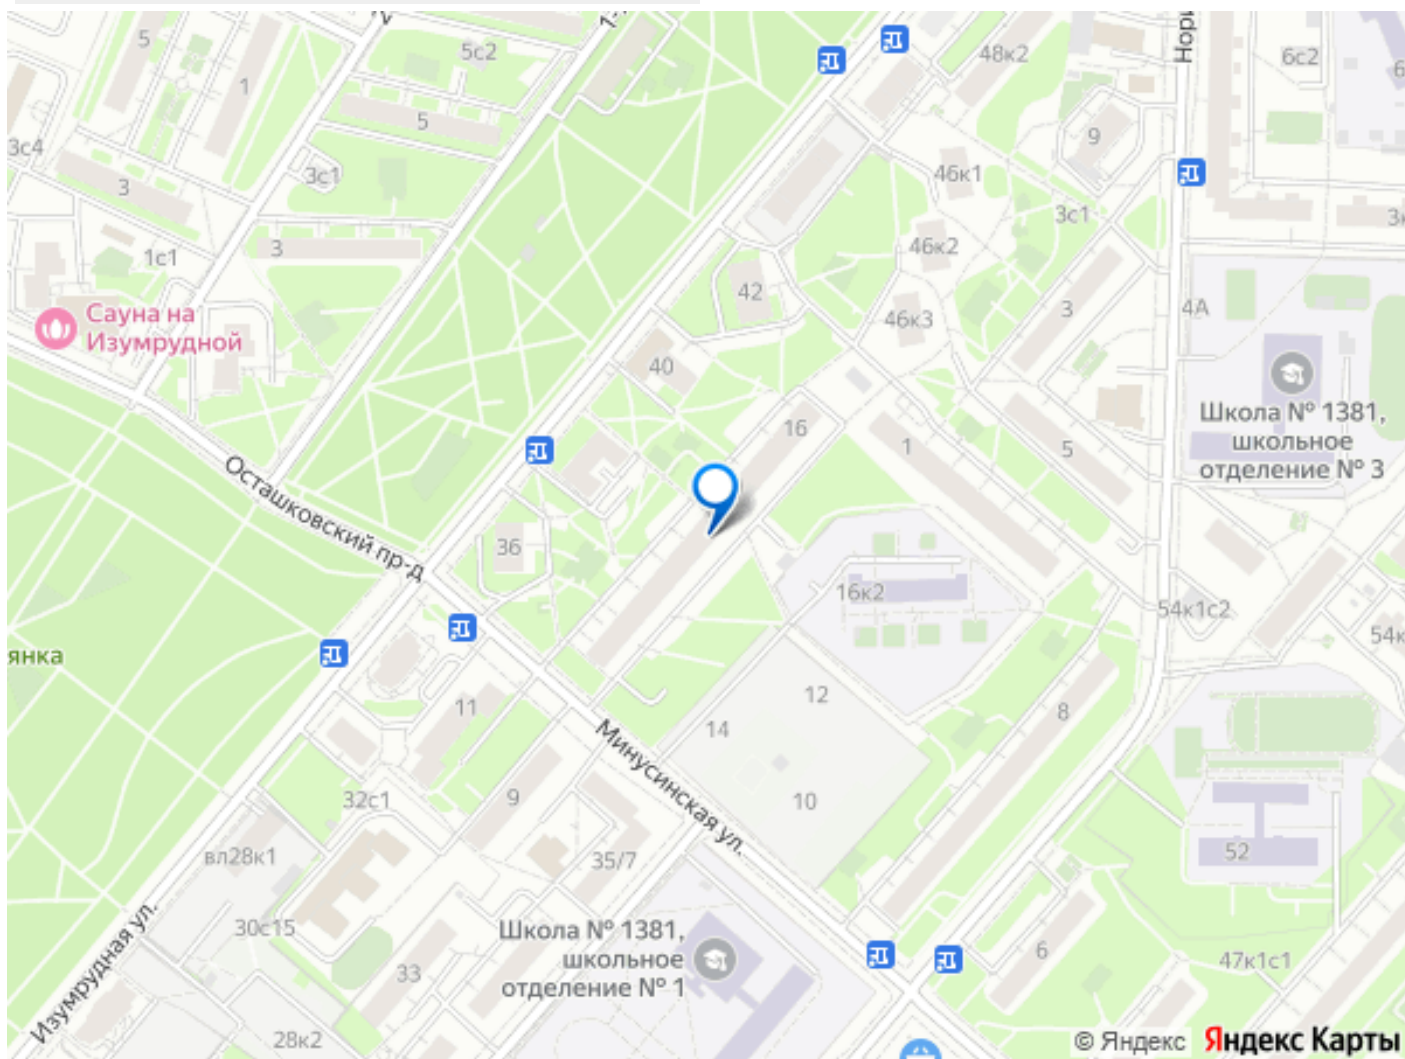 48к2
Нор
6с2
6
5
5с2
1
5
3с4
3с1
3
9
46к1
3с1
3
1с1
46к2
42
3
4А
46к3
Сауна на
Изумрудной
40
16
1
5
Школа № 1381,
школьное
отделение № 3
Осташковский пр-д
36
16к2
54к1с2
54к
янка
11
12
14
8
Минусинская ул.
10
9
32с1
вл28к1
35/7
52
30с15
Школа № 1381,
школьное
отделение № 1
33
6
47к1с1
Изумрудная ул.
28к2
© Яндекс Яндекс Карты